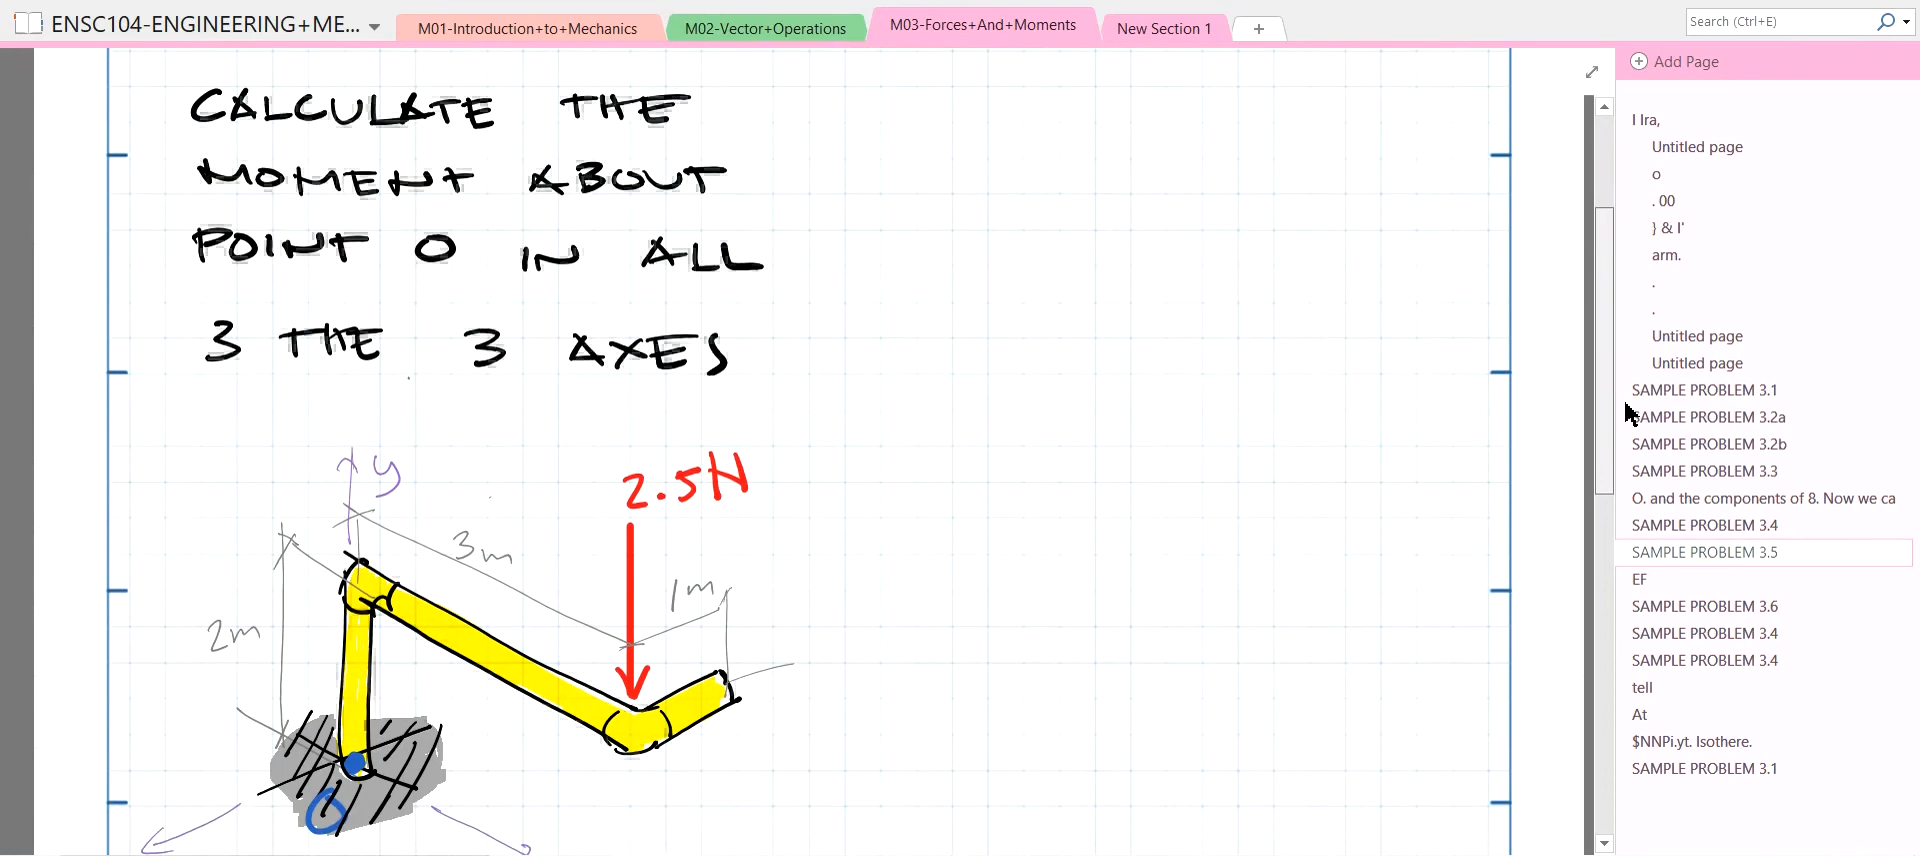 ENSC104-ENGINEERING+ME...
M01-Introduction+to+Mechanics
M02-Vector+Operations
M03-Forces+And+Moments
New Section 1
+
Search (Ctrl+E)
Add Page
CALCULATE THE
MOMENT ABOUT
POINT O IN ALL
3 THE 3 AXES
y
2.5N
3m
1m
2m
O
I Ira,
Untitled page
o
. 00
} & I'
arm.
.
.
Untitled page
Untitled page
SAMPLE PROBLEM 3.1
SAMPLE PROBLEM 3.2a
SAMPLE PROBLEM 3.2b
SAMPLE PROBLEM 3.3
O. and the components of 8. Now we ca
SAMPLE PROBLEM 3.4
SAMPLE PROBLEM 3.5
EF
SAMPLE PROBLEM 3.6
SAMPLE PROBLEM 3.4
SAMPLE PROBLEM 3.4
tell
At
$NNPi.yt. Isothere.
SAMPLE PROBLEM 3.1